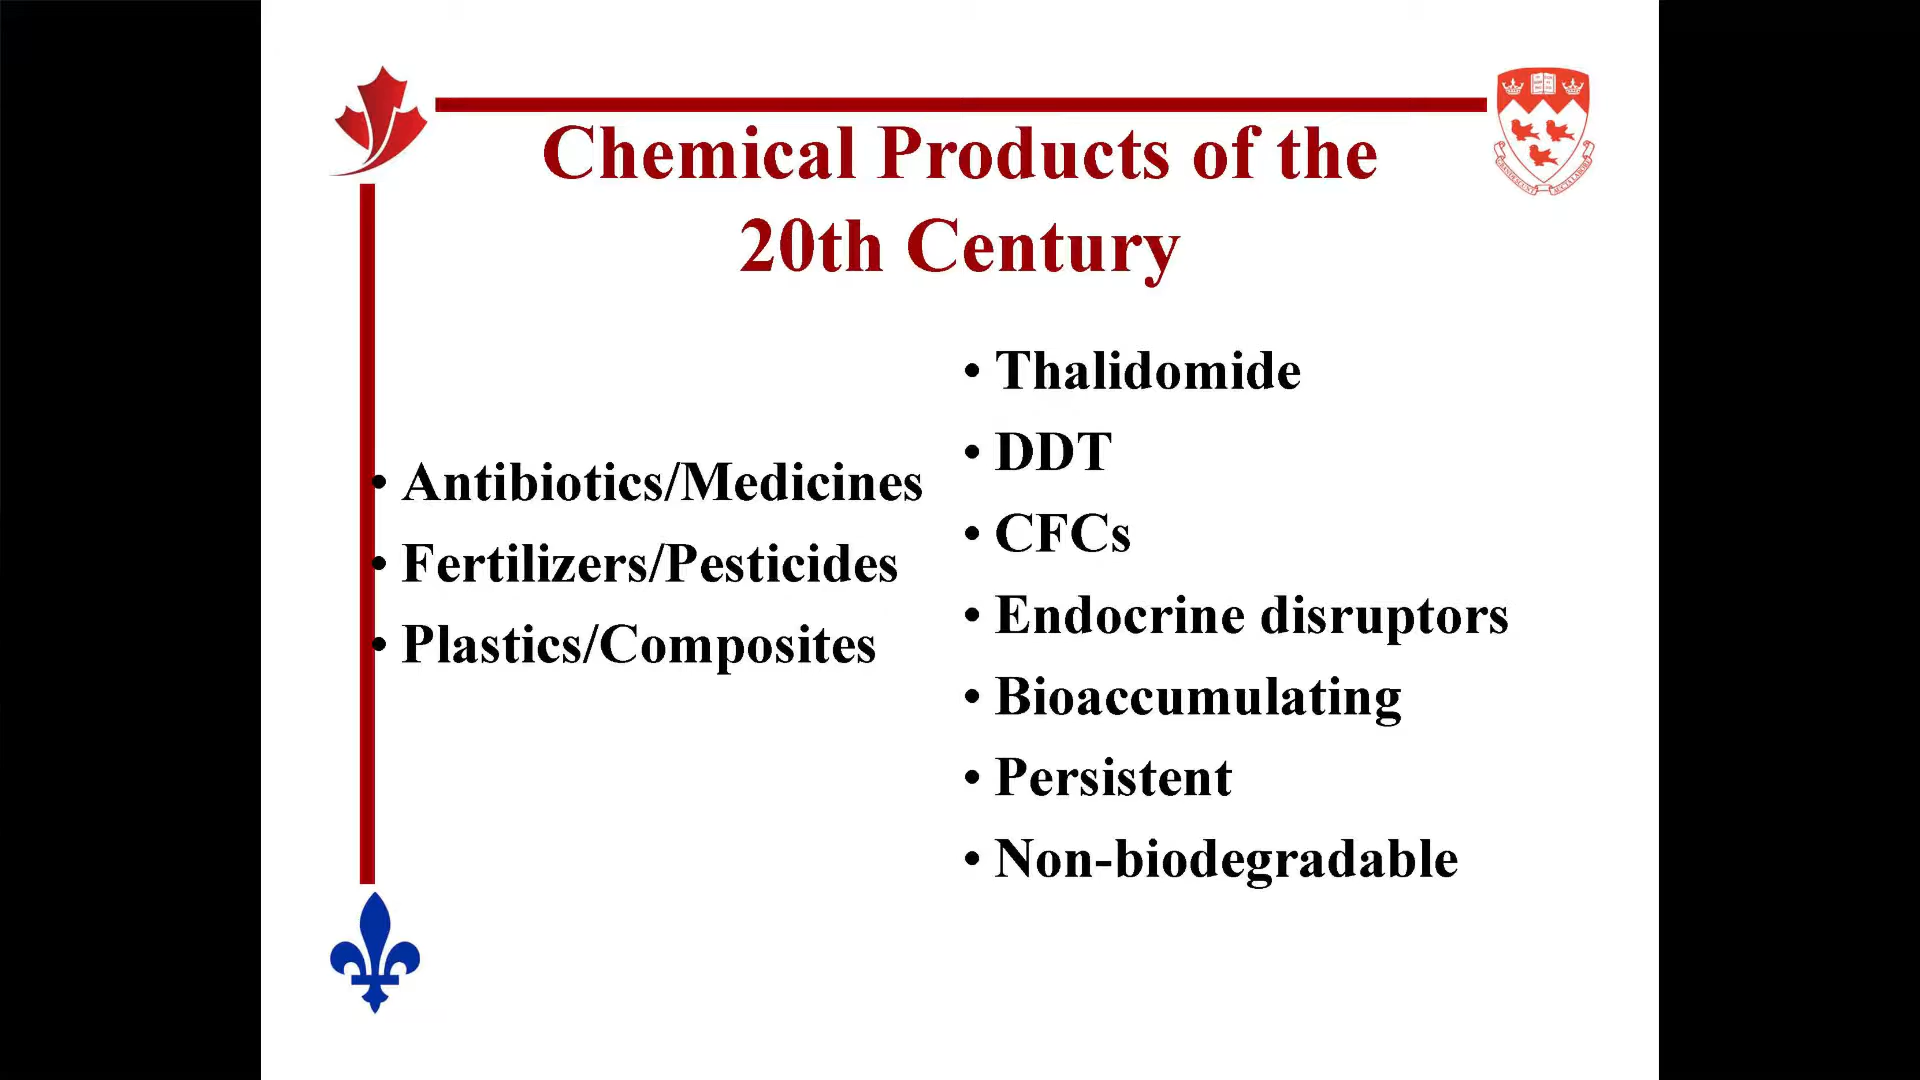 Chemical Products of the
20th Century
• Antibiotics/Medicines
• Fertilizers/Pesticides
• Plastics/Composites
• Thalidomide
• DDT
• CFCs
• Endocrine disruptors
• Bioaccumulating
• Persistent
• Non-biodegradable